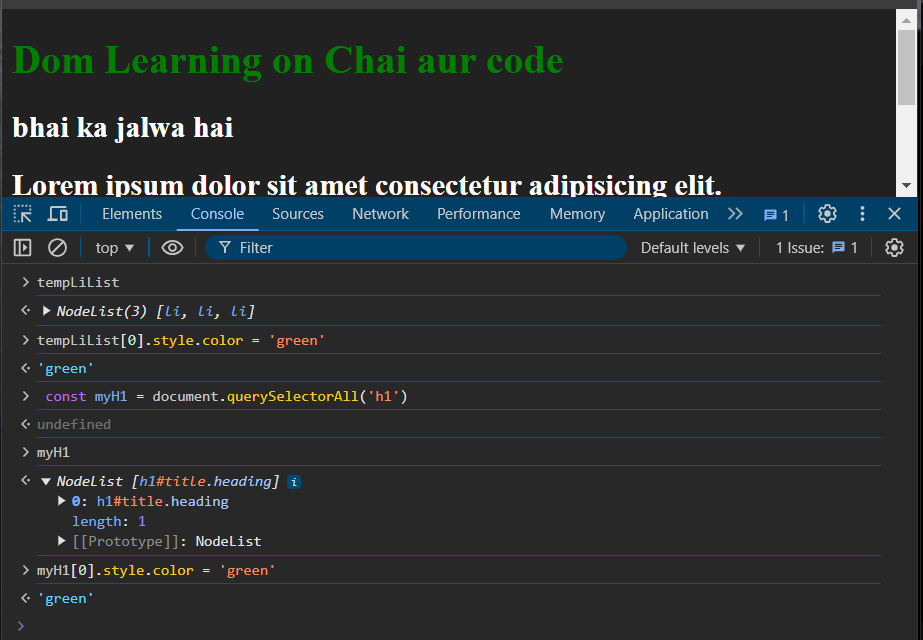 Dom Learning on Chai aur code
bhai ka jalwa hai
Lorem ipsum dolor sit amet consectetur adipisicing elit.
Elements Console Sources Network Performance Memory Application 1
top Filter Default levels 1 Issue: 1
tempLiList
NodeList(3) [li, li, li]
tempLiList[0].style.color = 'green'
'green'
const myH1 = document.querySelectorAll('h1')
undefined
myH1
NodeList [h1#title.heading] i
0: h1#title.heading
length: 1
[[Prototype]]: NodeList
myH1[0].style.color = 'green'
'green'